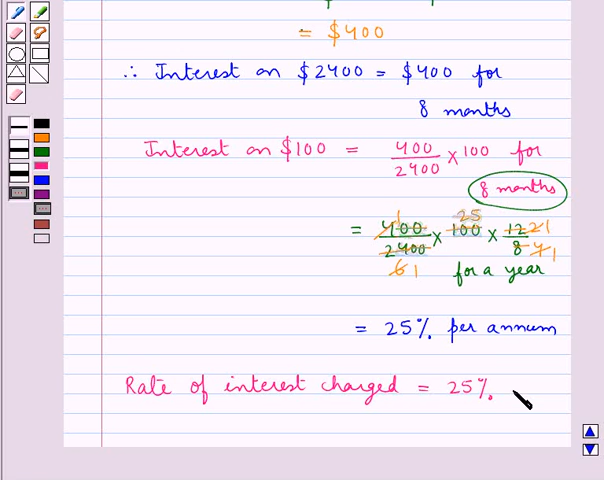 = $400
∴ Interest on $2400 = $400 for
8 months
Interest on $100 = 400/2400 × 100 for
8 months
= 400/2400 × 100 × 12/8
for a year
= 25% per annum
Rate of interest charged = 25%.